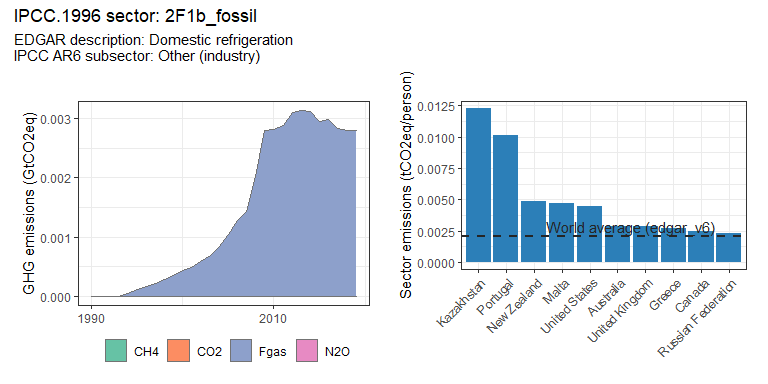 IPCC.1996 sector: 2F1b_fossil
EDGAR description: Domestic refrigeration
IPCC AR6 subsector: Other (industry)
GHG emissions (GtCO2eq)
0.003
0.002
0.001
0.000
1990
2010
CH4
CO2
Fgas
N2O
Sector emissions (tCO2eq/person)
0.0125
0.0100
0.0075
0.0050
0.0025
0.0000
World average (edgar_v6)
Kazakhstan
Portugal
New Zealand
Malta
United States
Australia
United Kingdom
Greece
Canada
Russian Federation